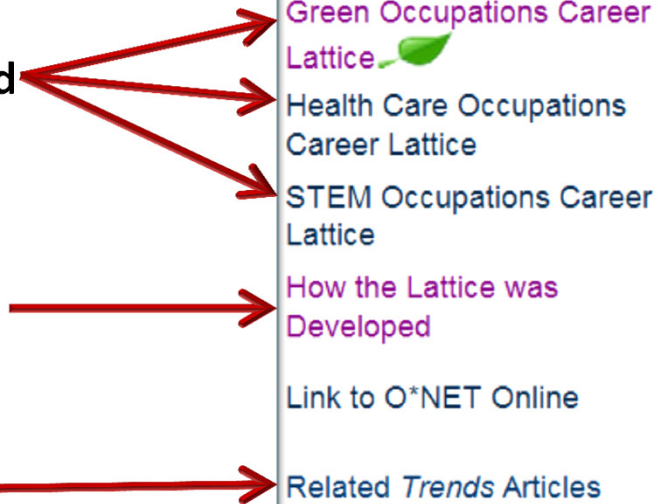 Green Occupations Career
Lattice
Health Care Occupations
Career Lattice
STEM Occupations Career
Lattice
How the Lattice was
Developed
Link to O*NET Online
Related Trends Articles